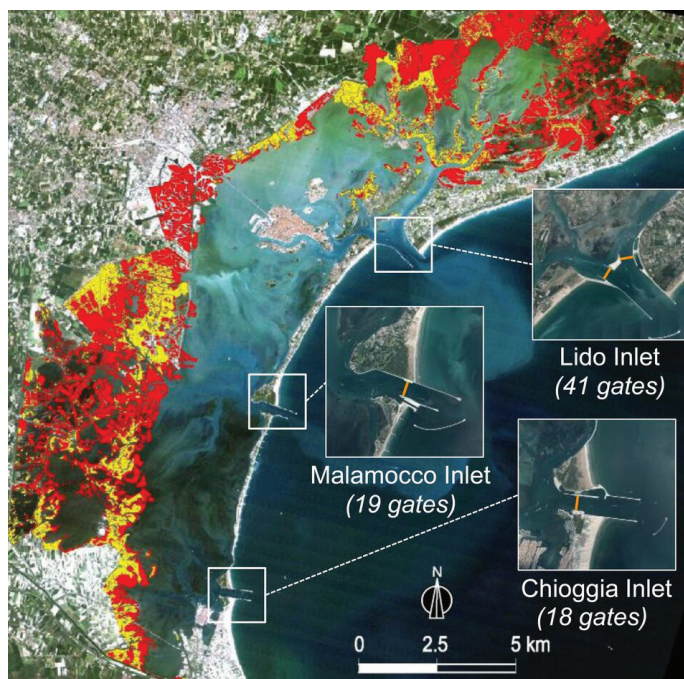 Lido Inlet
(41 gates)
Malamocco Inlet
(19 gates)
Chioggia Inlet
(18 gates)
N
0 2.5 5 km